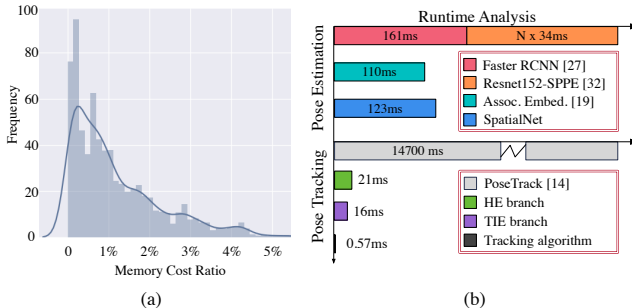 100
80
60
40
20
0
Frequency
0 1% 2% 3% 4% 5%
Memory Cost Ratio
(a)
Runtime Analysis
Pose Estimation
161ms N x 34ms
110ms
123ms
Faster RCNN [27]
Resnet152-SPPE [32]
Assoc. Embed. [19]
SpatialNet
Pose Tracking
14700 ms
21ms
16ms
0.57ms
PoseTrack [14]
HE branch
TIE branch
Tracking algorithm
(b)